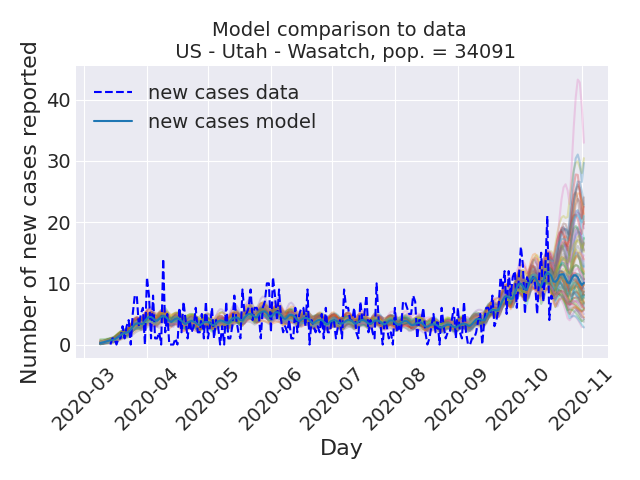 Model comparison to data
US - Utah - Wasatch, pop. = 34091
new cases data
new cases model
Number of new cases reported
40
30
20
10
0
2020-03
2020-04
2020-05
2020-06
2020-07
2020-08
2020-09
2020-10
2020-11
Day